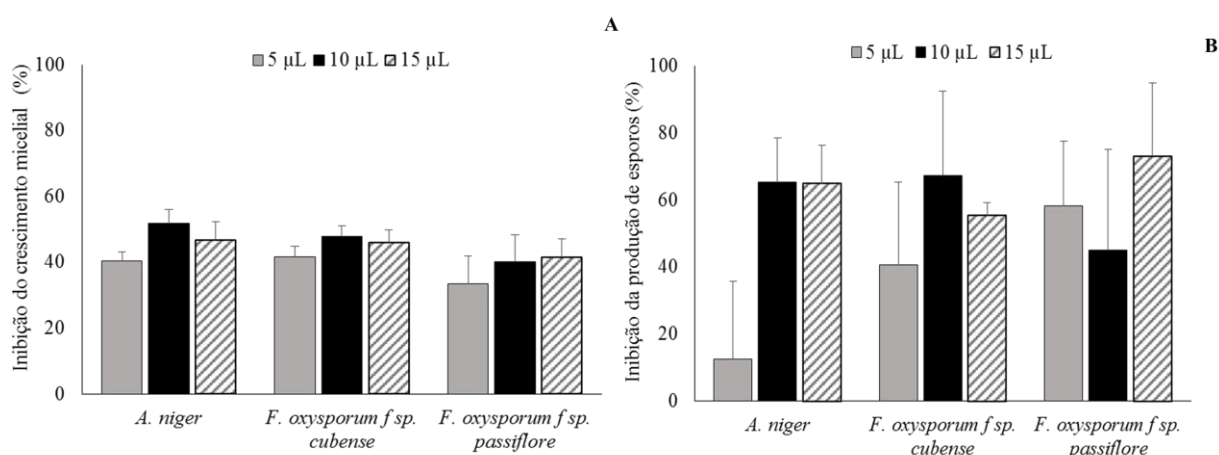 A
5 µL 10 µL 15 µL
Inibição do crescimento micelial (%)
100
80
60
40
20
0
A. niger
F. oxysporum f sp.
cubense
F. oxysporum f sp.
passiflore
B
5 µL 10 µL 15 µL
Inibição da produção de esporos (%)
100
80
60
40
20
0
A. niger
F. oxysporum f sp.
cubense
F. oxysporum f sp.
passiflore